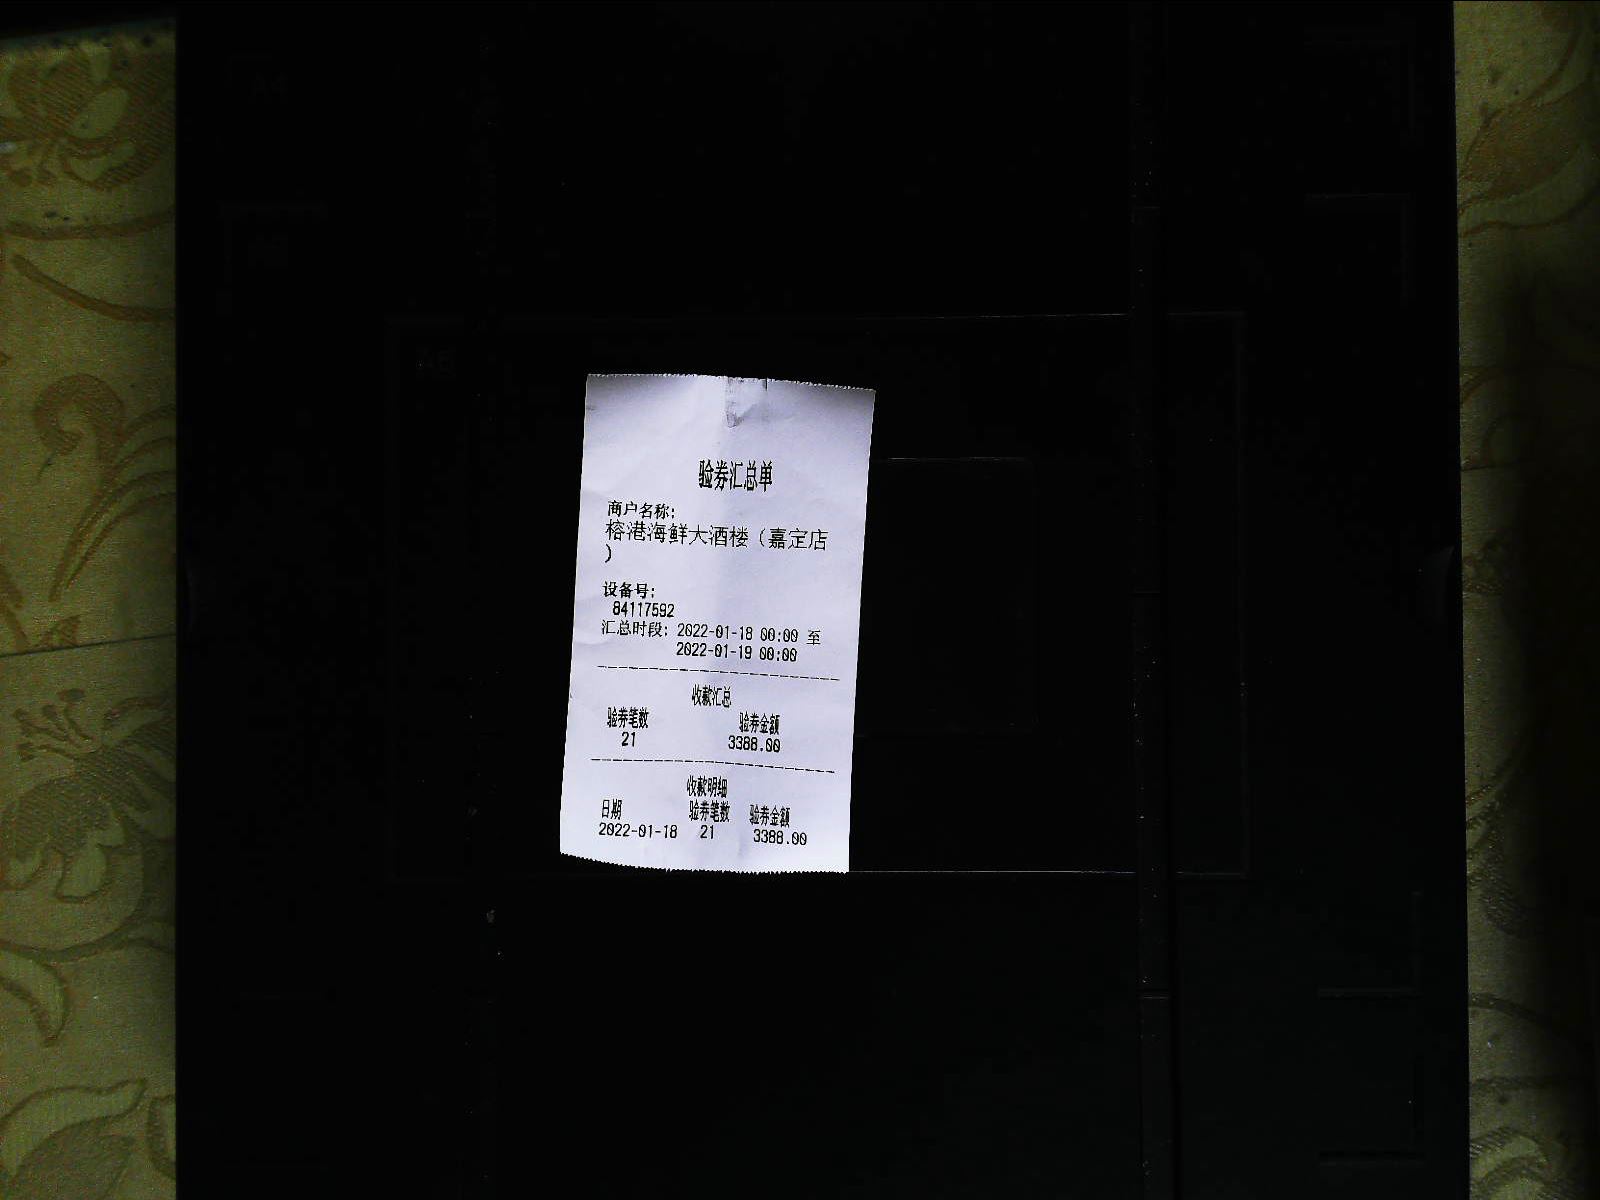 验券汇总单
商户名称:
榕港海鲜大酒楼（嘉定店
）
设备号:
84117592
汇总时段: 2022-01-18 00:00 至
2022-01-19 00:00
收款汇总
验券笔数 验券金额
21 3388.00
收款明细
日期 验券笔数 验券金额
2022-01-18 21 3388.00